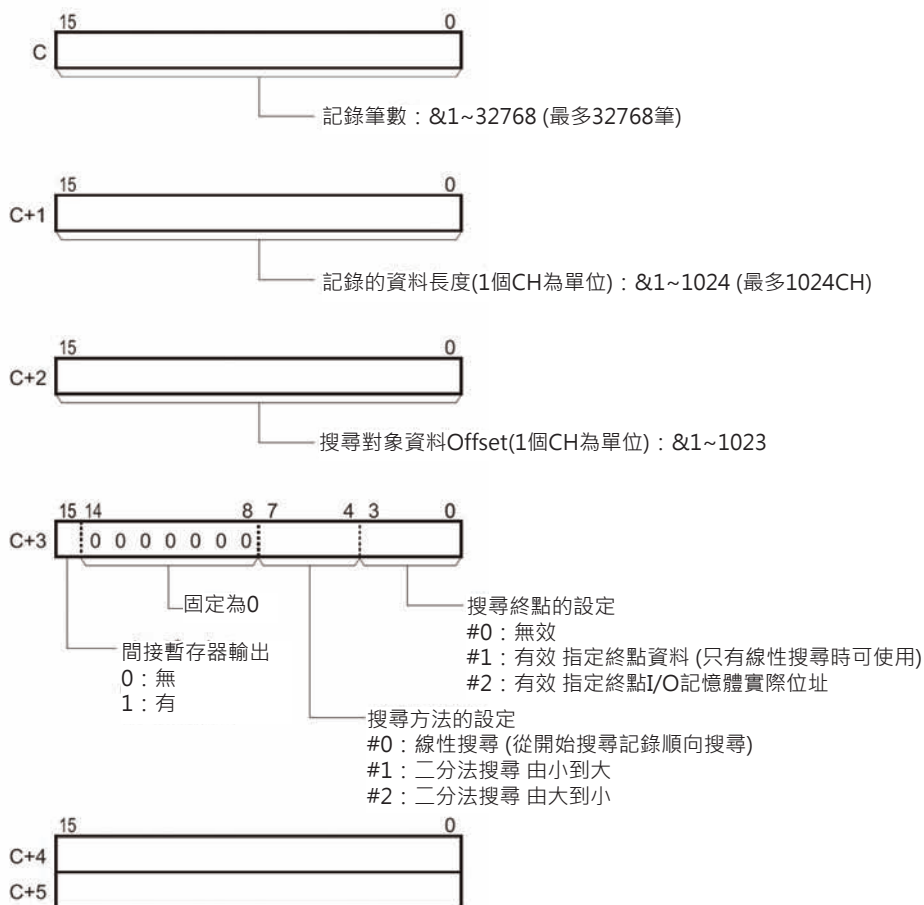 15 0
C
記錄筆數：&1~32768 (最多32768筆)
15 0
C+1
記錄的資料長度(1個CH為單位)：&1~1024 (最多1024CH)
15 0
C+2
搜尋對象資料Offset(1個CH為單位)：&1~1023
15 14 8 7 4 3 0
C+3 0 0 0 0 0 0 0
固定為0
間接暫存器輸出
0：無
1：有
搜尋終點的設定
#0：無效
#1：有效 指定終點資料 (只有線性搜尋時可使用)
#2：有效 指定終點I/O記憶體實際位址
搜尋方法的設定
#0：線性搜尋 (從開始搜尋記錄順向搜尋)
#1：二分法搜尋 由小到大
#2：二分法搜尋 由大到小
15 0
C+4
C+5